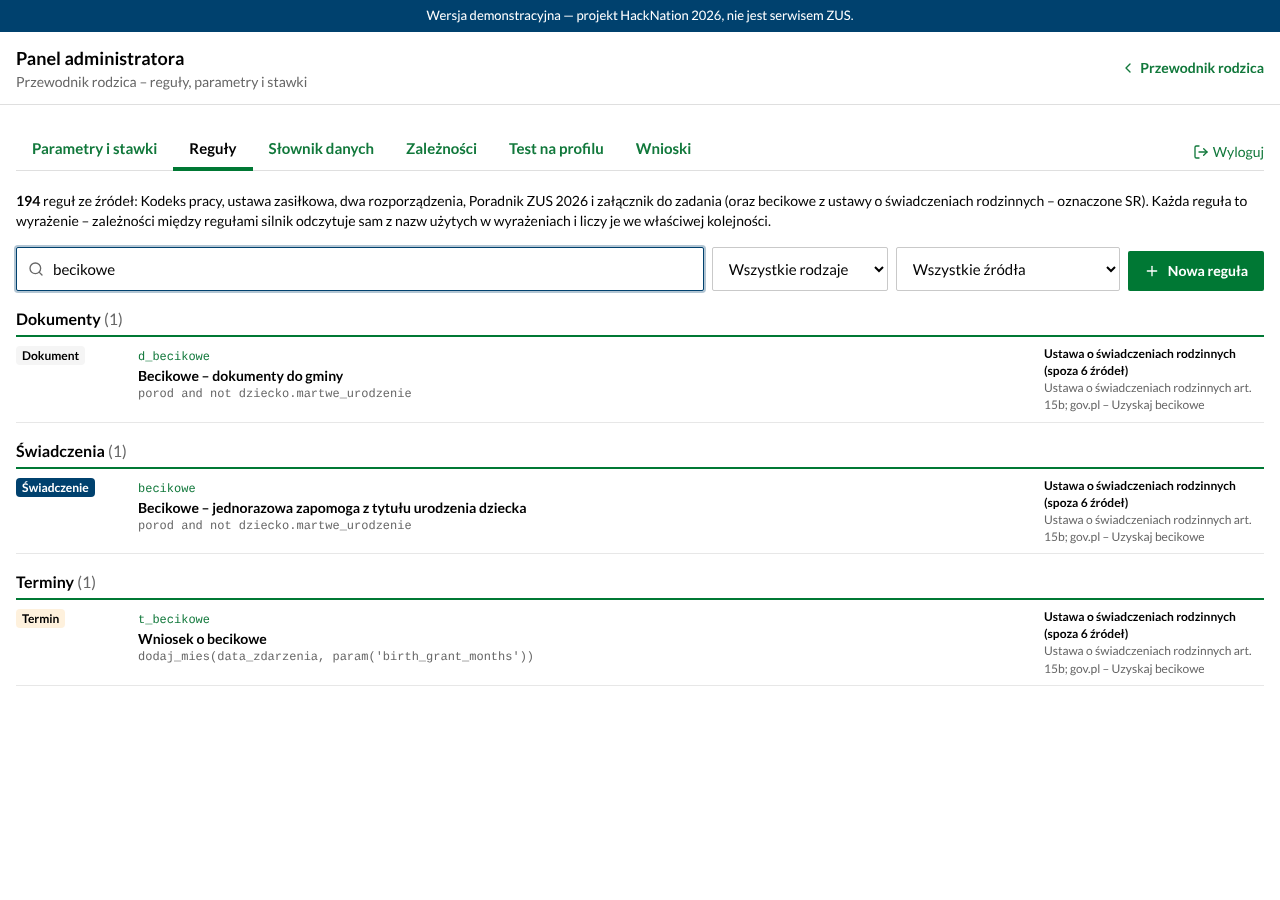 Wersja demonstracyjna — projekt HackNation 2026, nie jest serwisem ZUS.
Panel administratora
Przewodnik rodzica – reguły, parametry i stawki
Przewodnik rodzica
Parametry i stawki
Reguły
Słownik danych
Zależności
Test na profilu
Wnioski
Wyloguj
194 reguł ze źródeł: Kodeks pracy, ustawa zasiłkowa, dwa rozporządzenia, Poradnik ZUS 2026 i załącznik do zadania (oraz becikowe z ustawy o świadczeniach rodzinnych – oznaczone SR). Każda reguła to
wyrażenie – zależności między regułami silnik odczytuje sam z nazw użytych w wyrażeniach i liczy je we właściwej kolejności.
becikowe
Wszystkie rodzaje
Wszystkie źródła
Nowa reguła
Dokumenty (1)
Dokument
d_becikowe
Becikowe – dokumenty do gminy
porod and not dziecko.martwe_urodzenie
Ustawa o świadczeniach rodzinnych
(spoza 6 źródeł)
Ustawa o świadczeniach rodzinnych art.
15b; gov.pl – Uzyskaj becikowe
Świadczenia (1)
Świadczenie
becikowe
Becikowe – jednorazowa zapomoga z tytułu urodzenia dziecka
porod and not dziecko.martwe_urodzenie
Ustawa o świadczeniach rodzinnych
(spoza 6 źródeł)
Ustawa o świadczeniach rodzinnych art.
15b; gov.pl – Uzyskaj becikowe
Terminy (1)
Termin
t_becikowe
Wniosek o becikowe
dodaj_mies(data_zdarzenia, param('birth_grant_months'))
Ustawa o świadczeniach rodzinnych
(spoza 6 źródeł)
Ustawa o świadczeniach rodzinnych art.
15b; gov.pl – Uzyskaj becikowe